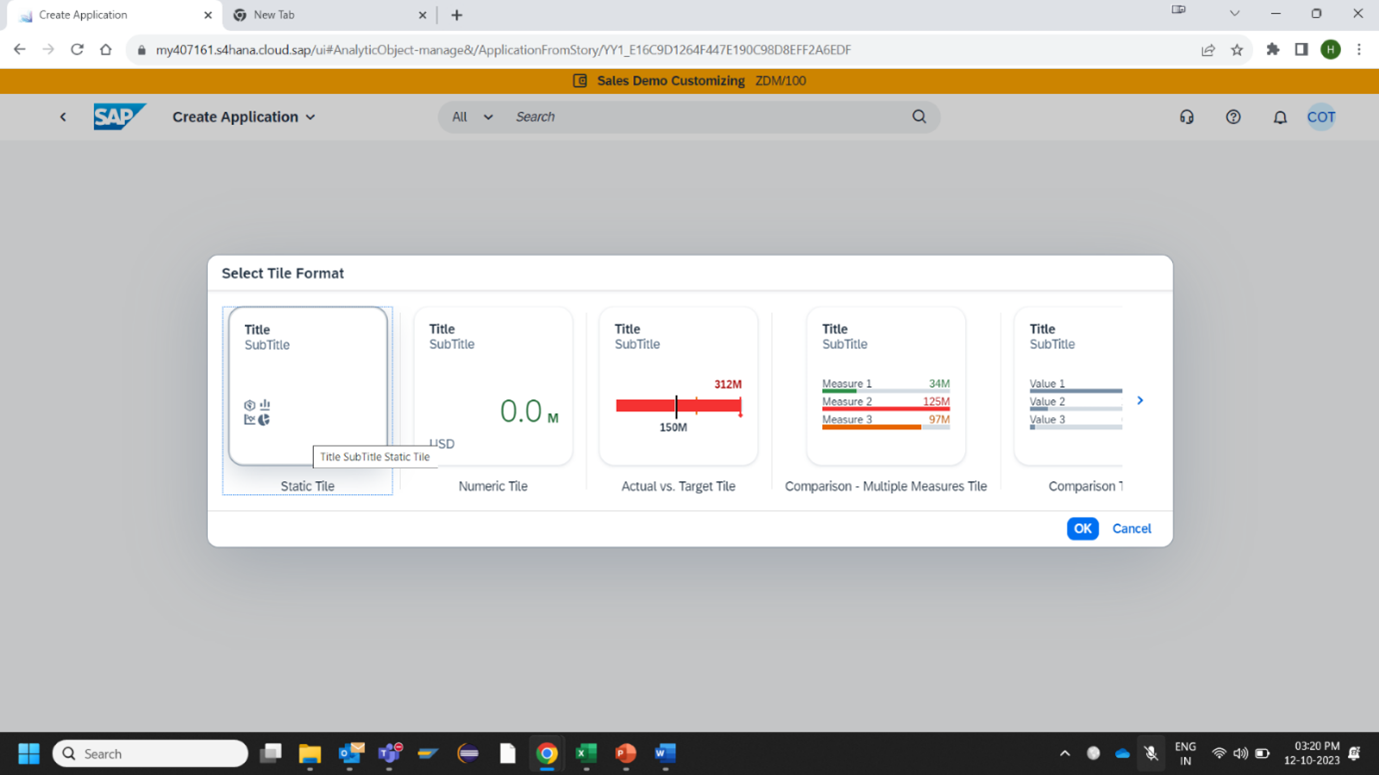 Create Application
New Tab
my407161.s4hana.cloud.sap/ui#AnalyticObject-manage&/ApplicationFromStory/YY1_E16C9D1264F447E190C98D8EFF2A6EDF
H
Sales Demo Customizing ZDM/100
SAP Create Application All Search COT
Select Tile Format
Title
SubTitle
Title SubTitle Static Tile
Static Tile
Title
SubTitle
0.0 M
USD
Numeric Tile
Title
SubTitle
312M
150M
Actual vs. Target Tile
Title
SubTitle
Measure 1 34M
Measure 2 125M
Measure 3 97M
Comparison - Multiple Measures Tile
Title
SubTitle
Value 1
Value 2
Value 3
Comparison T
OK Cancel
Search
ENG
IN
03:20 PM
12-10-2023